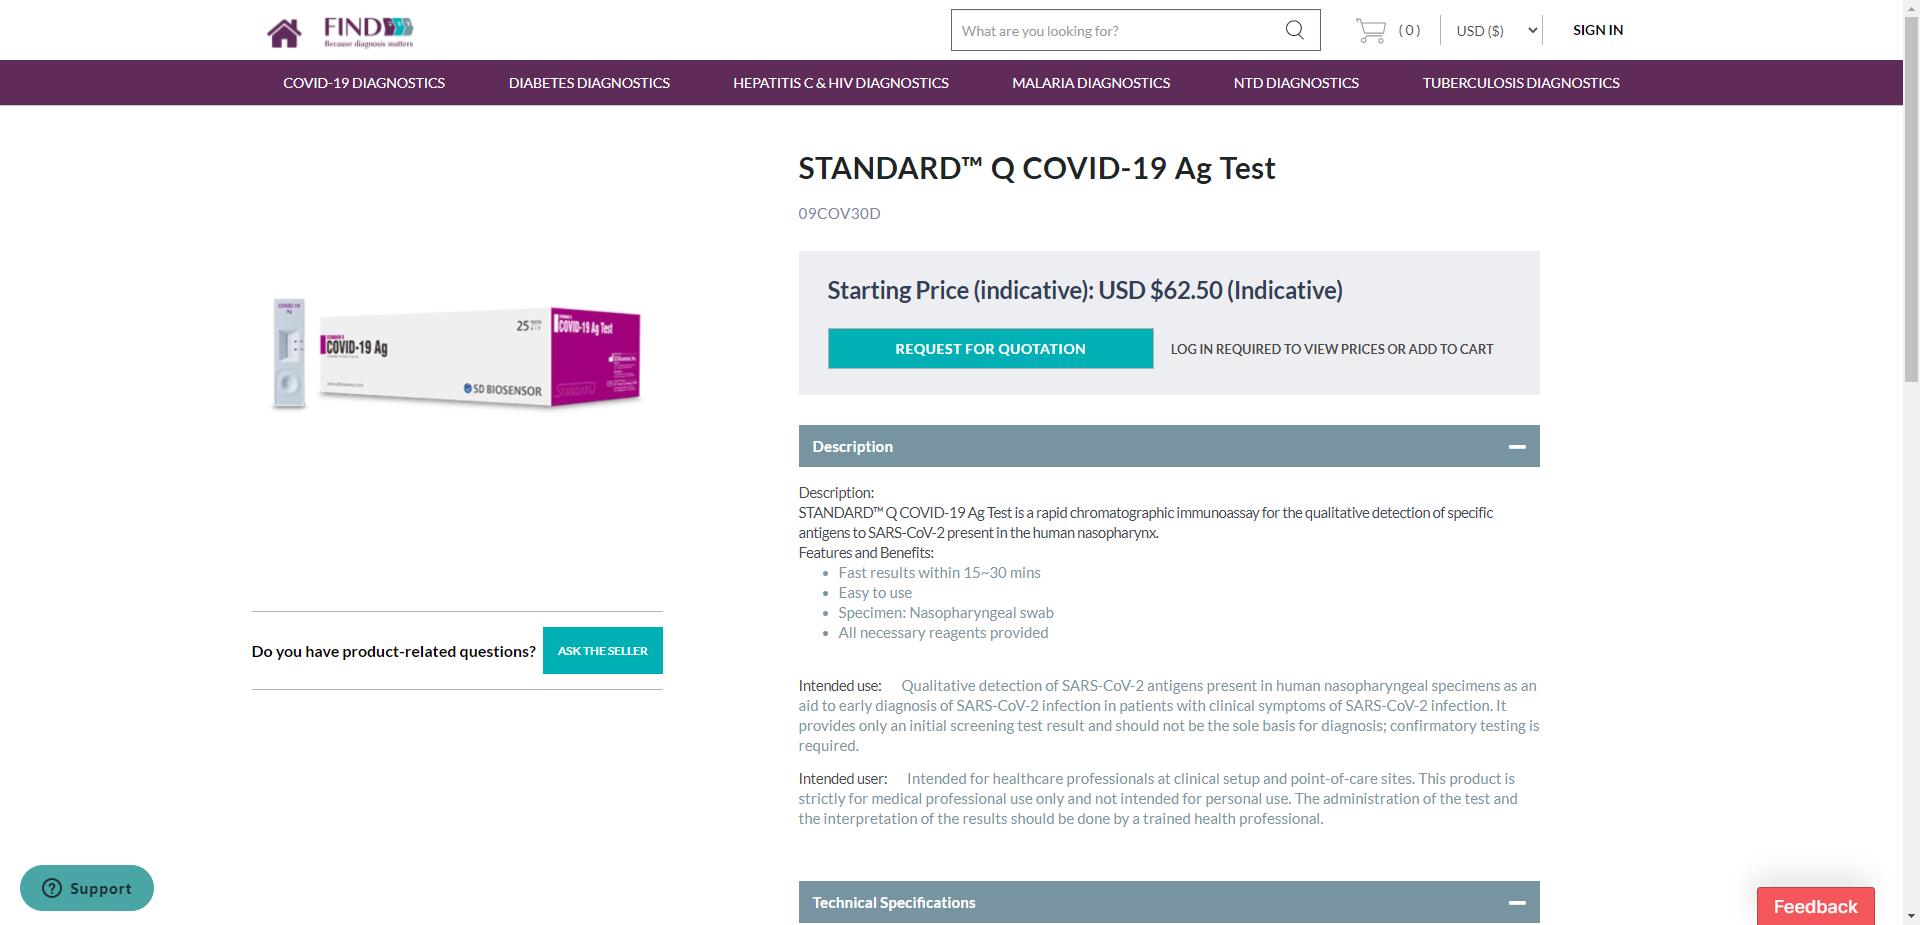 FIND
Because diagnosis matters
What are you looking for?
( 0 )
USD ($)
SIGN IN
COVID-19 DIAGNOSTICS
DIABETES DIAGNOSTICS
HEPATITIS C & HIV DIAGNOSTICS
MALARIA DIAGNOSTICS
NTD DIAGNOSTICS
TUBERCULOSIS DIAGNOSTICS
STANDARD™ Q COVID-19 Ag Test
09COV30D
Starting Price (indicative): USD $62.50 (Indicative)
REQUEST FOR QUOTATION
LOG IN REQUIRED TO VIEW PRICES OR ADD TO CART
COVID-19
Ag
COVID-19 Ag
25
COVID-19 Ag Test
SD BIOSENSOR
STANDARD
Do you have product-related questions?
ASK THE SELLER
Description
Description:
STANDARD™ Q COVID-19 Ag Test is a rapid chromatographic immunoassay for the qualitative detection of specific
antigens to SARS-CoV-2 present in the human nasopharynx.
Features and Benefits:
• Fast results within 15~30 mins
• Easy to use
• Specimen: Nasopharyngeal swab
• All necessary reagents provided
Intended use: Qualitative detection of SARS-CoV-2 antigens present in human nasopharyngeal specimens as an
aid to early diagnosis of SARS-CoV-2 infection in patients with clinical symptoms of SARS-CoV-2 infection. It
provides only an initial screening test result and should not be the sole basis for diagnosis; confirmatory testing is
required.
Intended user: Intended for healthcare professionals at clinical setup and point-of-care sites. This product is
strictly for medical professional use only and not intended for personal use. The administration of the test and
the interpretation of the results should be done by a trained health professional.
Technical Specifications
Support
Feedback